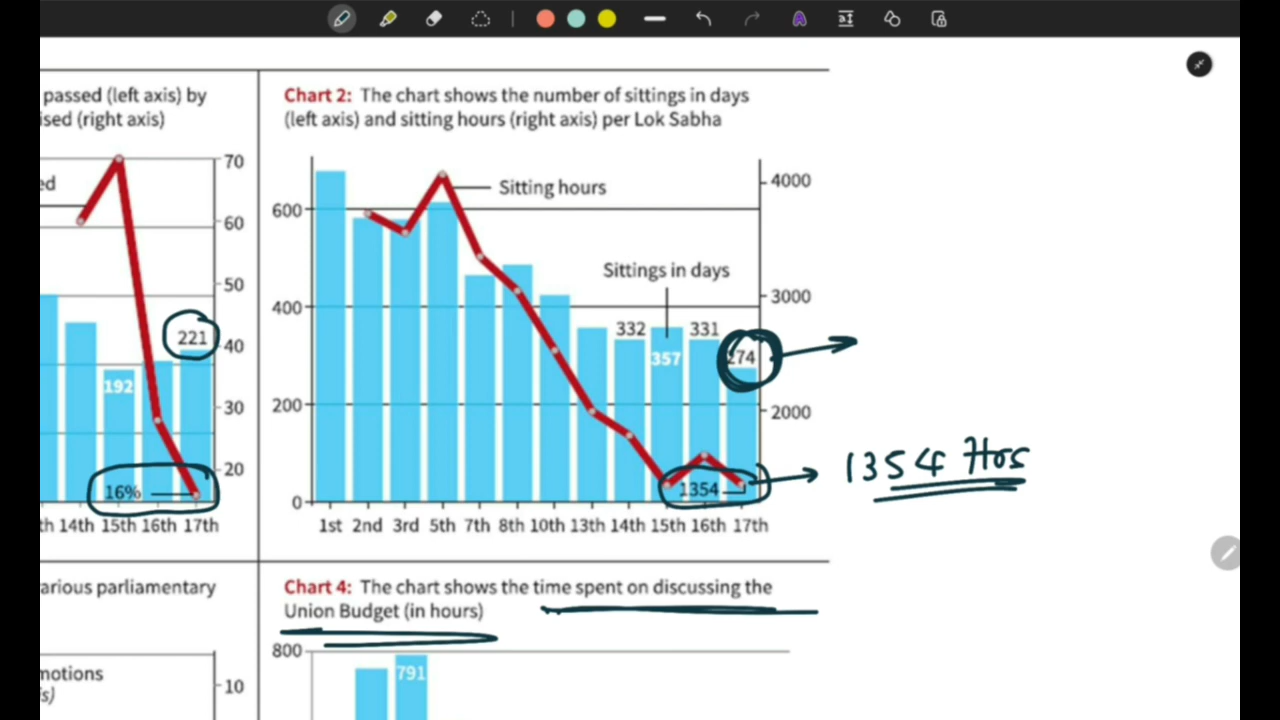 passed (left axis) by
ised (right axis)
ed
70
60
50
40
30
20
221
192
16%
14th 15th 16th 17th
Chart 2: The chart shows the number of sittings in days
(left axis) and sitting hours (right axis) per Lok Sabha
Sitting hours
Sittings in days
600
400
200
0
4000
3000
2000
332
357
331
274
1354
1st 2nd 3rd 5th 7th 8th 10th 13th 14th 15th 16th 17th
1354 Hrs
arious parliamentary
motions
10
Chart 4: The chart shows the time spent on discussing the
Union Budget (in hours)
800
791